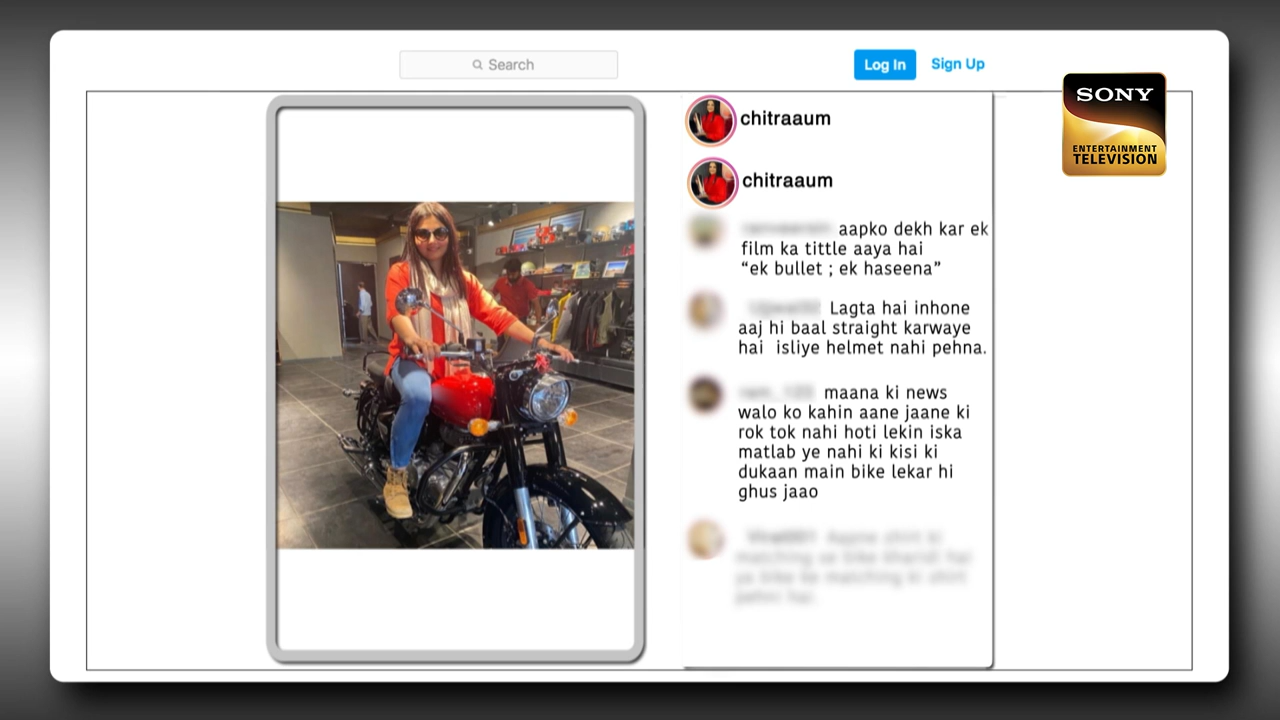 Search
Log In
Sign Up
SONY
ENTERTAINMENT
TELEVISION
chitraaum
chitraaum
aapko dekh kar ek
film ka tittle aaya hai
“ek bullet ; ek haseena”
Lagta hai inhone
aaj hi baal straight karwaye
hai isliye helmet nahi pehna.
maana ki news
walo ko kahin aane jaane ki
rok tok nahi hoti lekin iska
matlab ye nahi ki kisi ki
dukaan main bike lekar hi
ghus jaao